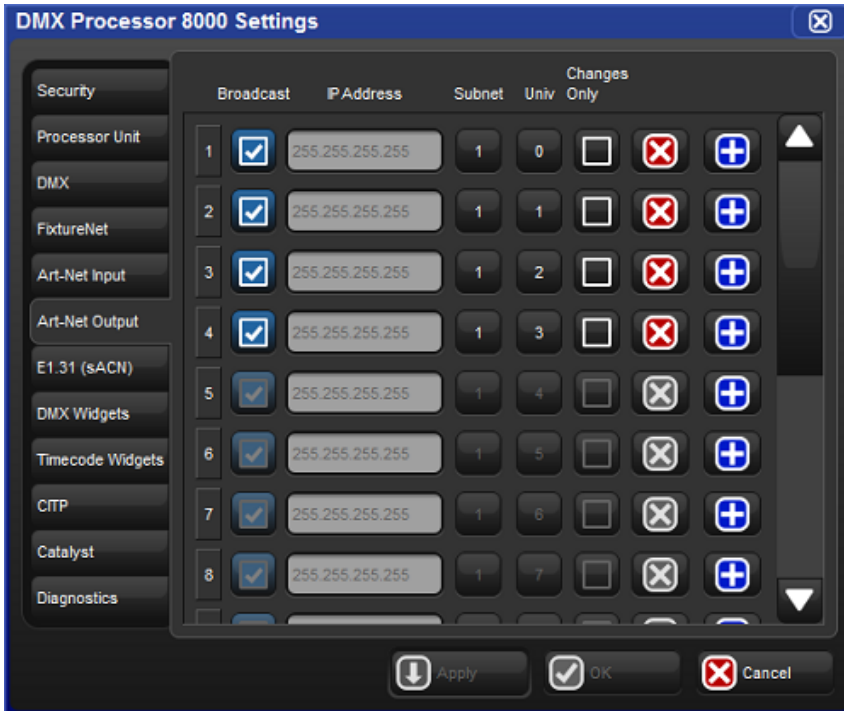 DMX Processor 8000 Settings
Security
Processor Unit
DMX
FixtureNet
Art-Net Input
Art-Net Output
E1.31 (sACN)
DMX Widgets
Timecode Widgets
CITP
Catalyst
Diagnostics
Broadcast IP Address Subnet Univ Changes Only
1 255.255.255.255 1 0
2 255.255.255.255 1 1
3 255.255.255.255 1 2
4 255.255.255.255 1 3
5 255.255.255.255 1 4
6 255.255.255.255 1 5
7 255.255.255.255 1 6
8 255.255.255.255 1 7
Apply OK Cancel